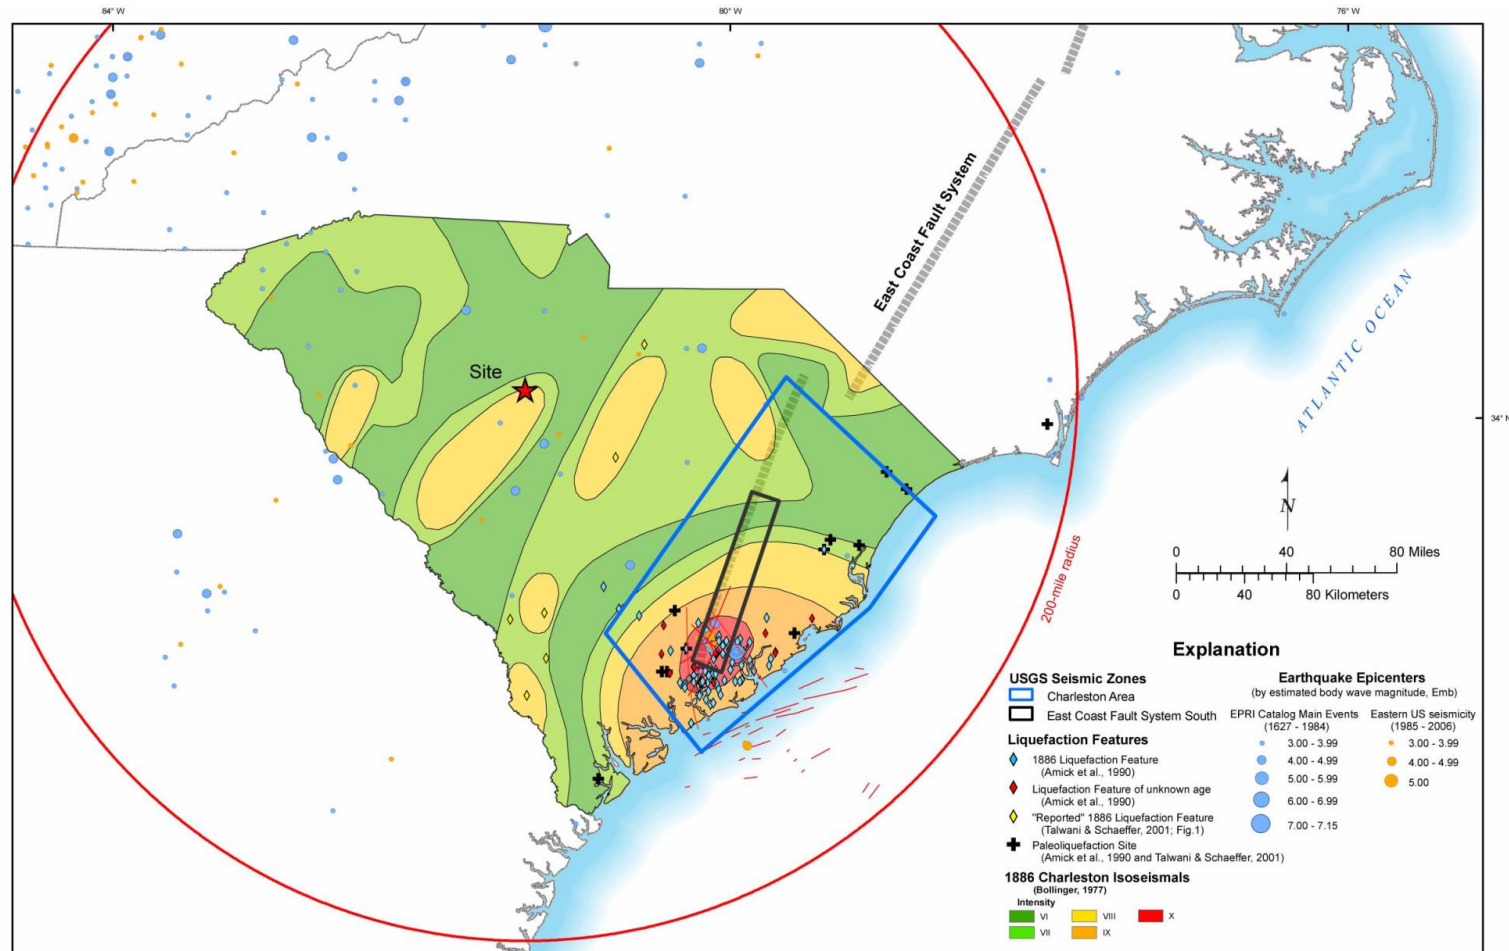 84° W
80° W
76° W
East Coast Fault System
Site
34° N
ATLANTIC OCEAN
N
0 40 80 Miles
0 40 80 Kilometers
200-mile radius
Explanation
USGS Seismic Zones
Charleston Area
East Coast Fault System South
Liquefaction Features
1886 Liquefaction Feature
(Amick et al., 1990)
Liquefaction Feature of unknown age
(Amick et al., 1990)
"Reported" 1886 Liquefaction Feature
(Talwani & Schaeffer, 2001; Fig.1)
Paleoliquefaction Site
(Amick et al., 1990 and Talwani & Schaeffer, 2001)
1886 Charleston Isoseismals
(Bollinger, 1977)
Intensity
VI VIII X
VII IX
Earthquake Epicenters
(by estimated body wave magnitude, Emb)
EPRI Catalog Main Events
(1627 - 1984)
3.00 - 3.99
4.00 - 4.99
5.00 - 5.99
6.00 - 6.99
7.00 - 7.15
Eastern US seismicity
(1985 - 2006)
3.00 - 3.99
4.00 - 4.99
5.00